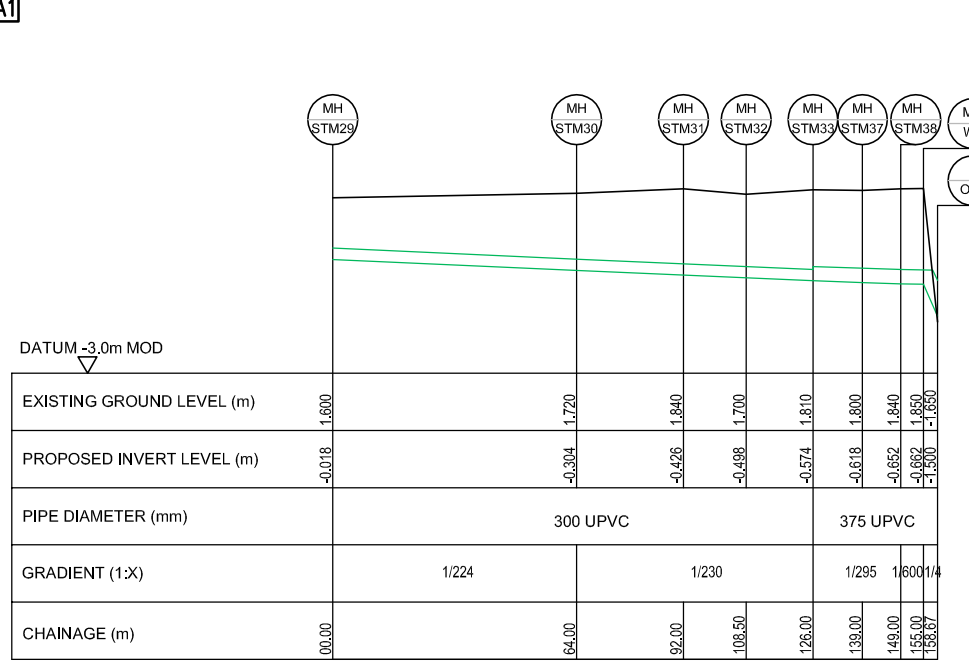 A1
MH
STM29
MH
STM30
MH
STM31
MH
STM32
MH
STM33
MH
STM37
MH
STM38
DATUM -3.0m MOD
EXISTING GROUND LEVEL (m) 1.600 1.720 1.840 1.700 1.810 1.800 1.840 1.850 -1.650
PROPOSED INVERT LEVEL (m) -0.018 -0.304 -0.426 -0.498 -0.574 -0.618 -0.652 -0.662 -1.500
PIPE DIAMETER (mm) 300 UPVC 375 UPVC
GRADIENT (1:X) 1/224 1/230 1/295 1/600 1/4
CHAINAGE (m) 00.00 64.00 92.00 108.50 126.00 139.00 149.00 155.00 158.67